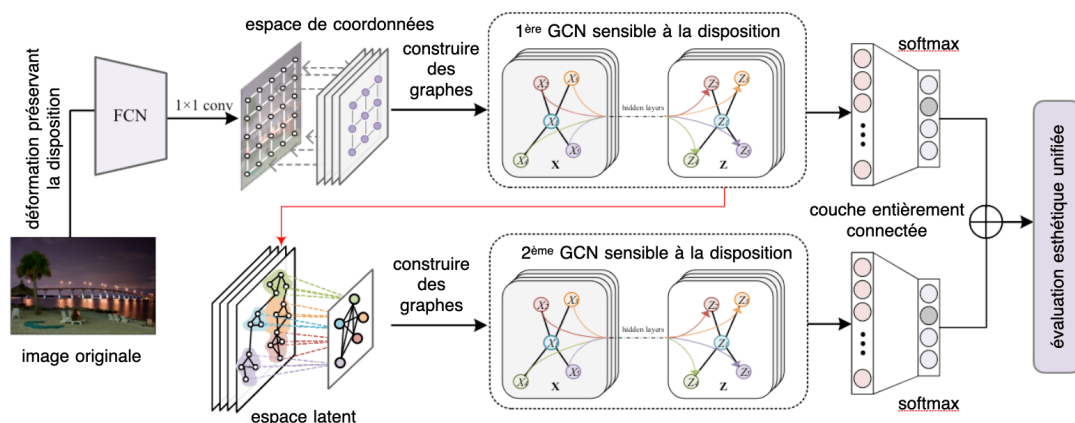 espace de coordonnées
1ère GCN sensible à la disposition
softmax
construire
des
graphes
déformation préservant
la disposition
FCN
1×1 conv
hidden layers
X
Z
évaluation esthétique unifiée
couche entièrement
connectée
2ème GCN sensible à la disposition
construire
des
graphes
hidden layers
X
Z
image originale
espace latent
softmax